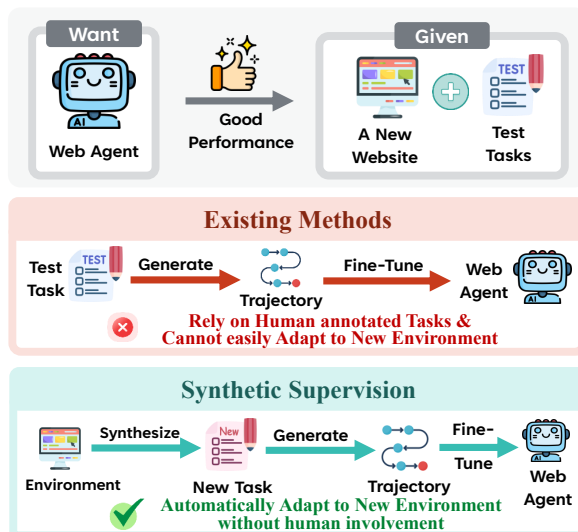 Want
Given
TEST
AI
Good
Performance
Web Agent
A New
Website
Test
Tasks
Existing Methods
TEST
Test
Task
Generate
Trajectory
Fine-Tune
Web
Agent
AI
Rely on Human annotated Tasks &
Cannot easily Adapt to New Environment
Synthetic Supervision
Environment
Synthesize
New
New Task
Generate
Trajectory
Fine-
Tune
AI
Web
Agent
Automatically Adapt to New Environment
without human involvement